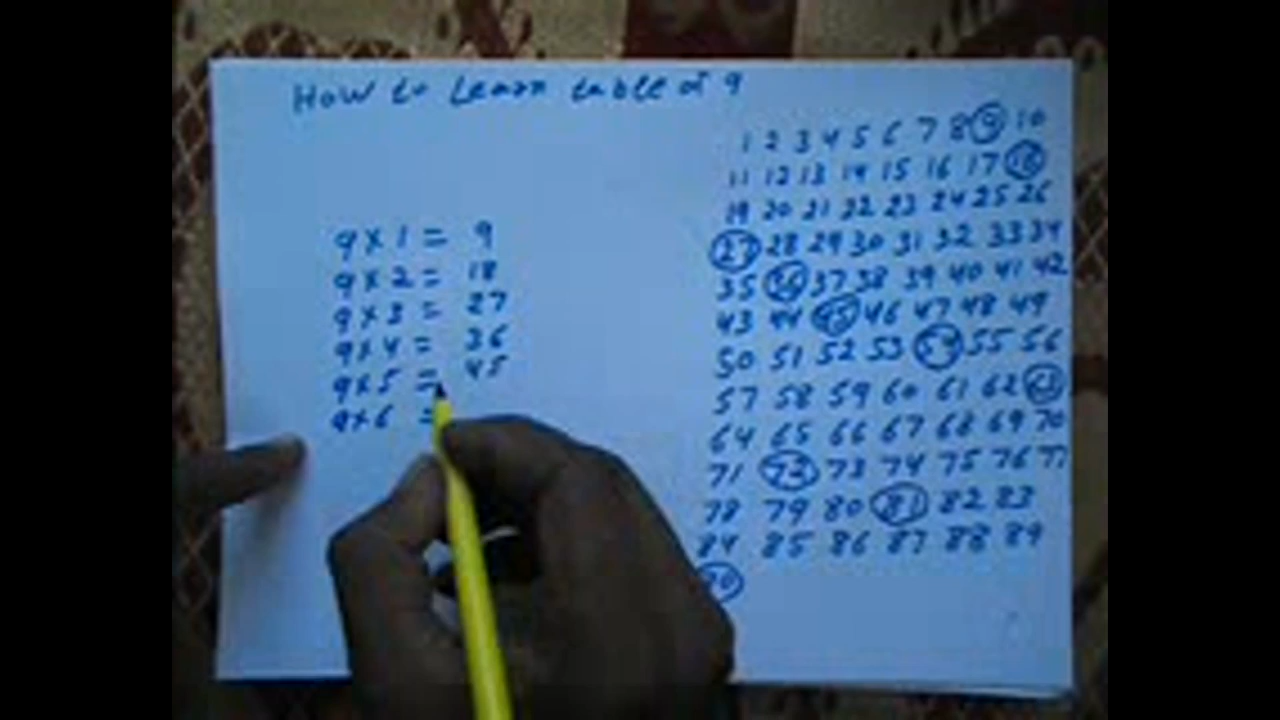 How to Learn table of 9
9 x 1 = 9
9 x 2 = 18
9 x 3 = 27
9 x 4 = 36
9 x 5 = 45
9 x 6 =
1 2 3 4 5 6 7 8 9 10
11 12 13 14 15 16 17 18
19 20 21 22 23 24 25 26
27 28 29 30 31 32 33 34
35 36 37 38 39 40 41 42
43 44 45 46 47 48 49
50 51 52 53 54 55 56
57 58 59 60 61 62 63
64 65 66 67 68 69 70
71 72 73 74 75 76 77
78 79 80 81 82 83
84 85 86 87 88 89
90